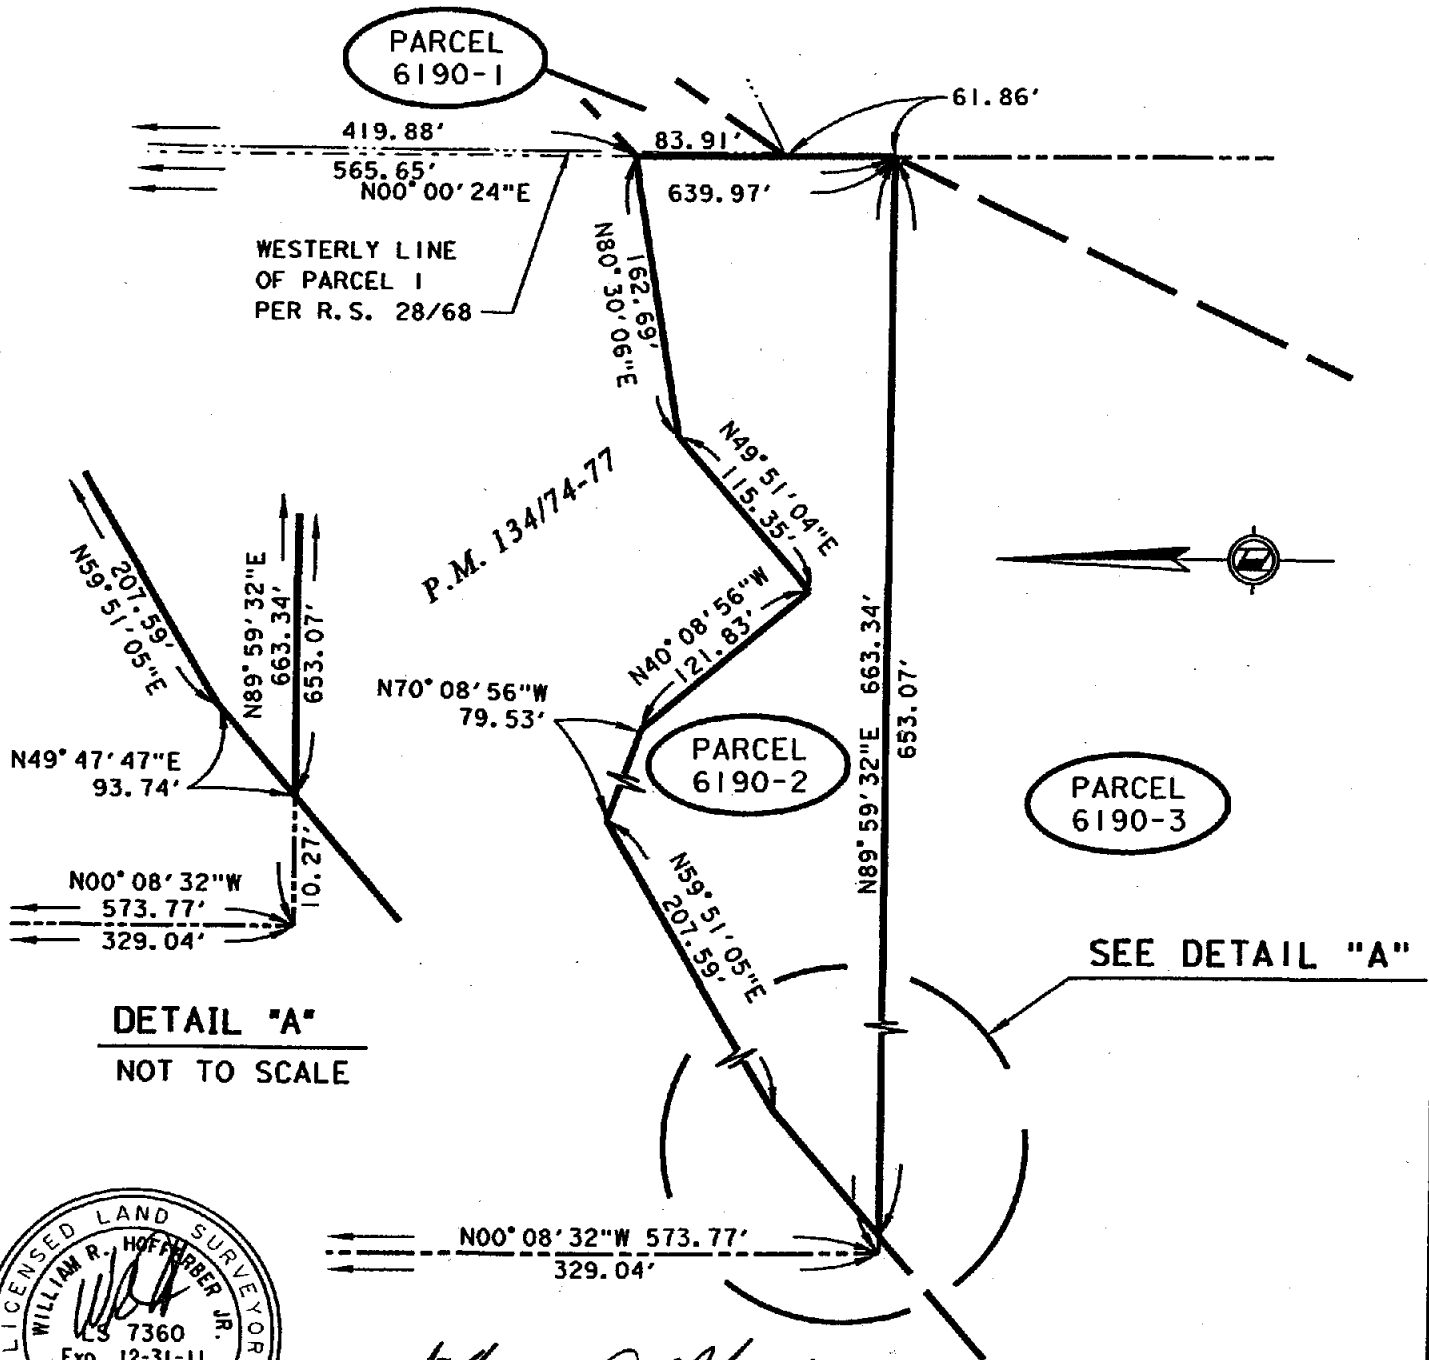 PARCEL
6190-1
61.86'
419.88'
83.91'
565.65'
N00°00'24"E
639.97'
WESTERLY LINE
OF PARCEL 1
PER R.S. 28/68
162.69'
N80°30'06"E
N49°51'04"E
115.35'
P.M. 134/74-77
N40°08'56"W
121.83'
N70°08'56"W
79.53'
PARCEL
6190-2
N89°59'32"E 663.34'
653.07'
PARCEL
6190-3
N59°51'05"E
207.59'
SEE DETAIL "A"
207.59'
N59°51'05"E
N89°59'32"E
663.34'
653.07'
N49°47'47"E
93.74'
10.27'
N00°08'32"W
573.77'
329.04'
DETAIL "A"
NOT TO SCALE
N00°08'32"W 573.77'
329.04'
LICENSED LAND SURVEYOR
WILLIAM R. HOFFERBER JR.
LS 7360
Exp. 12-31-11